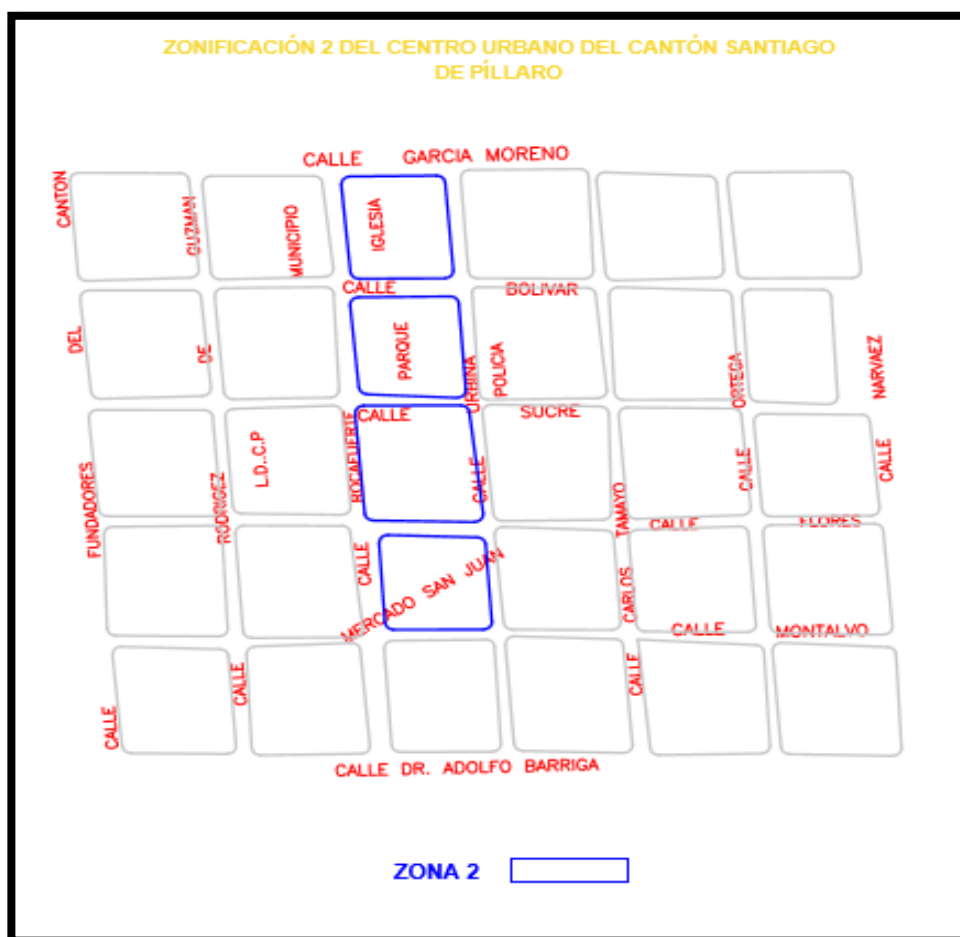 ZONIFICACIÓN 2 DEL CENTRO URBANO DEL CANTÓN SANTIAGO
DE PÍLLARO
CALLE GARCIA MORENO
CANTON
GUZMAN
MUNICIPIO
IGLESIA
CALLE BOLIVAR
DEL
DE
PARQUE
URBINA
POLICIA
ORTEGA
NARVAEZ
CALLE SUCRE
FUNDADORES
RODRIGEZ
L.D..C.P
ROCAFUERTE
CALLE
TAMAYO
CALLE
CALLE
CALLE FLORES
CALLE
MERCADO SAN JUAN
CARLOS
CALLE MONTALVO
CALLE
CALLE
CALLE
CALLE DR. ADOLFO BARRIGA
ZONA 2